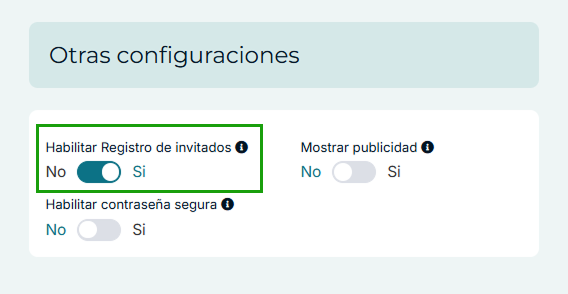 Otras configuraciones
Habilitar Registro de invitados
No Si
Mostrar publicidad
No Si
Habilitar contraseña segura
No Si